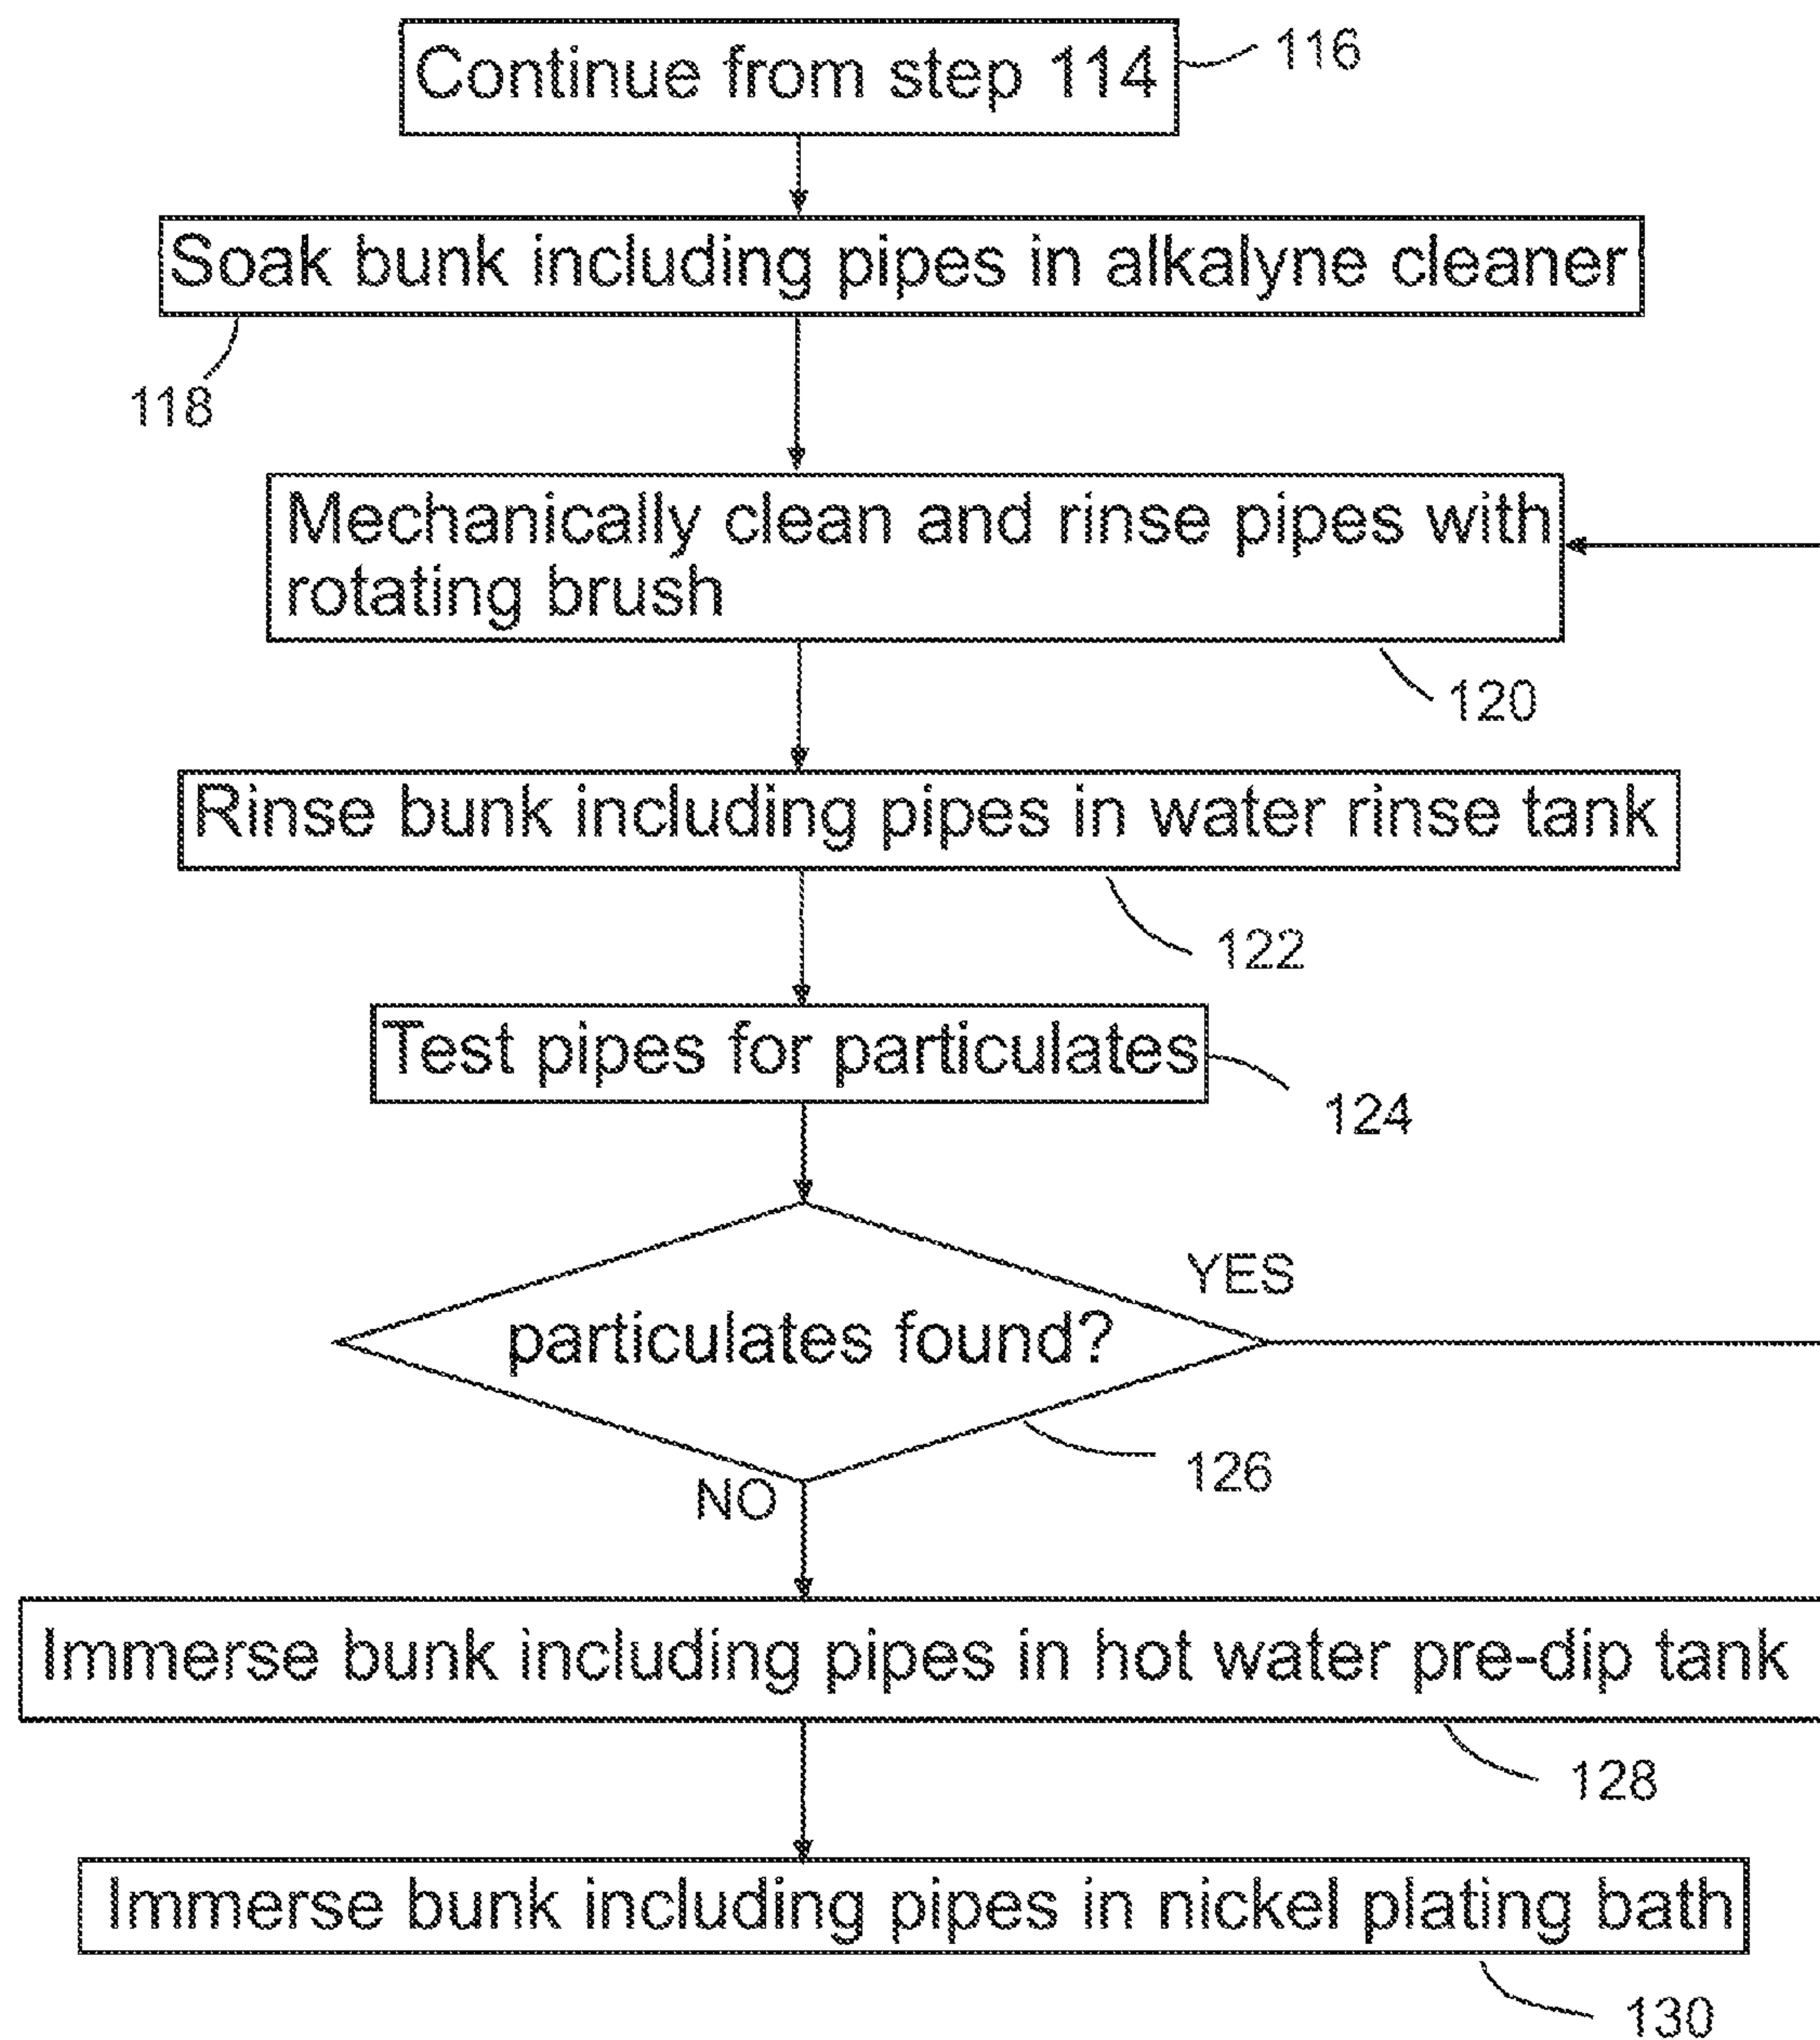 Continue from step 114
116
Soak bunk including pipes in alkalyne cleaner
118
Mechanically clean and rinse pipes with
rotating brush
120
Rinse bunk including pipes in water rinse tank
122
Test pipes for particulates
124
YES
particulates found?
126
NO
Immerse bunk including pipes in hot water pre-dip tank
128
Immerse bunk including pipes in nickel plating bath
130